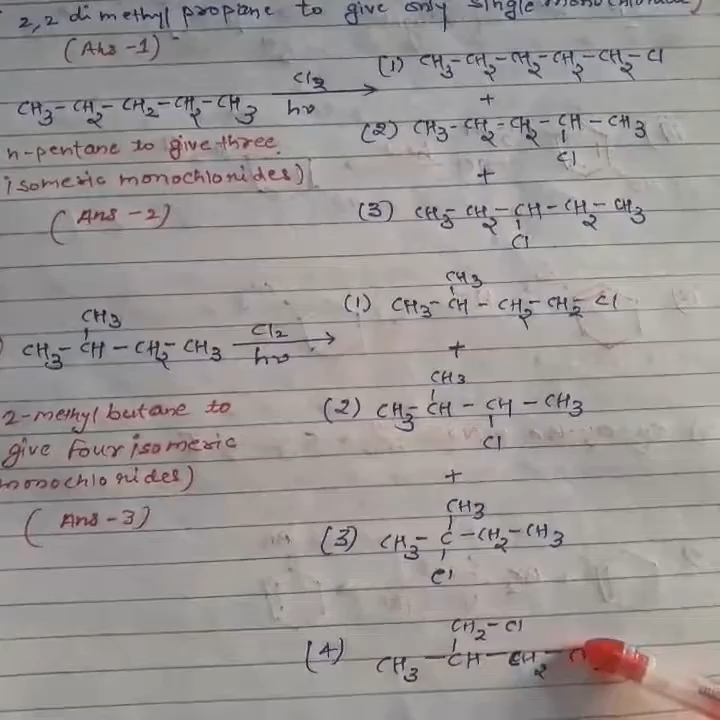 2,2 dimethyl propane to give only single monochloride)
(Ans-1)
CH3-CH2-CH2-CH2-CH3 Cl2 hν (1) CH3-CH2-CH2-CH2-CH2-Cl
+
(2) CH3-CH2-CH2-CH-CH3
Cl
n-pentane to give three
isomeric monochlorides)
+
(Ans-2)
(3) CH3-CH2-CH-CH2-CH3
Cl
CH3
CH3-CH-CH2-CH3 Cl2 hν
CH3
(1) CH3-CH-CH2-CH2-Cl
+
2-methyl butane to
give four isomeric
monochlorides)
(Ans-3)
CH3
(2) CH3-CH-CH-CH3
Cl
+
CH3
(3) CH3-C-CH2-CH3
Cl
CH2-Cl
(4) CH3-CH-CH2-